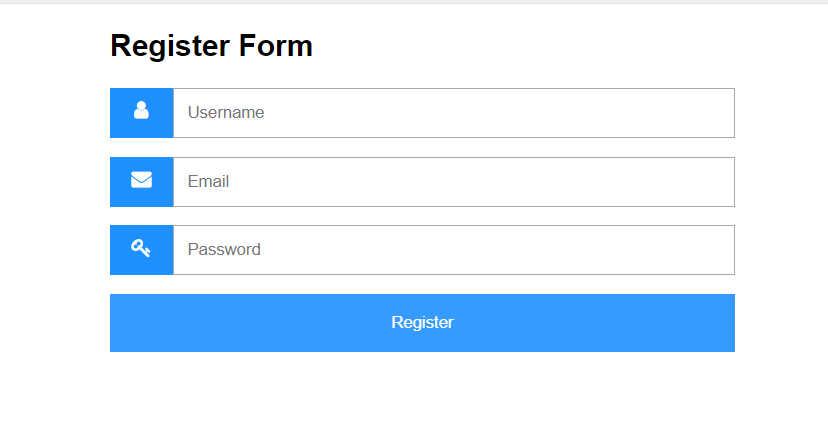 Register Form
Username
Email
Password
Register